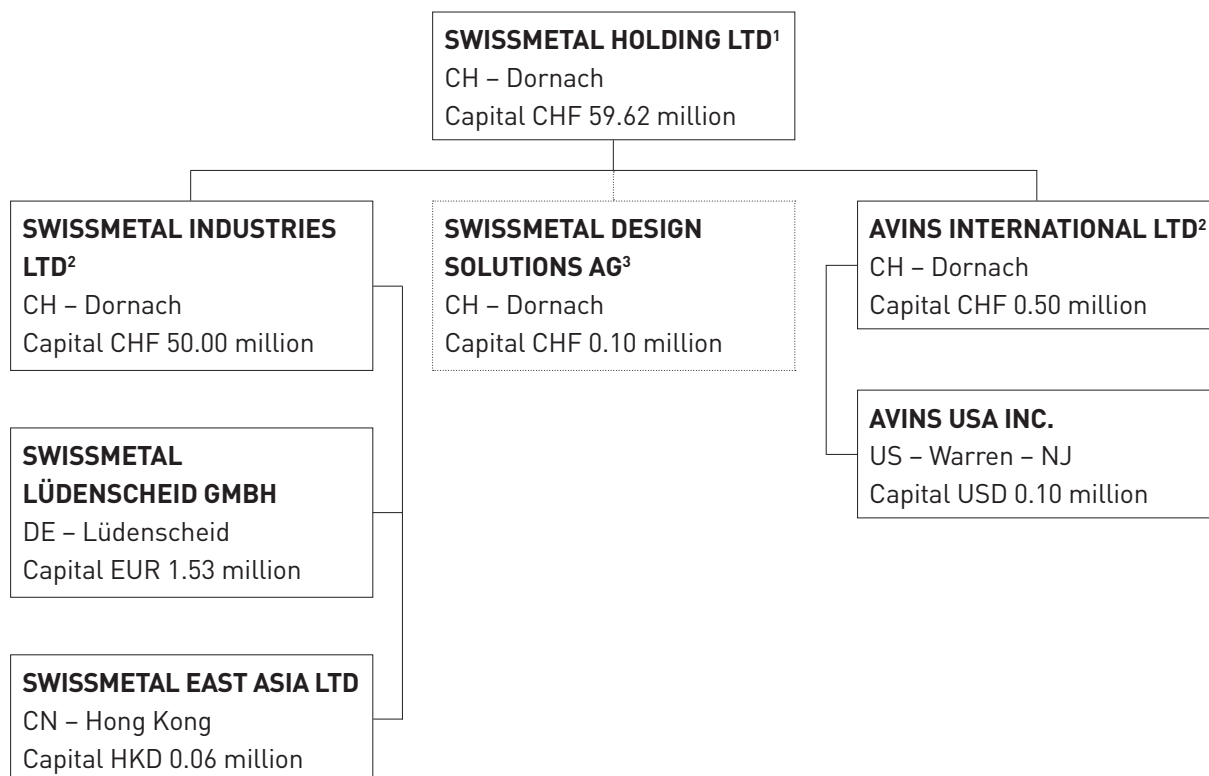 SWISSMETAL HOLDING LTD¹
CH – Dornach
Capital CHF 59.62 million
SWISSMETAL INDUSTRIES
LTD²
CH – Dornach
Capital CHF 50.00 million
SWISSMETAL DESIGN
SOLUTIONS AG³
CH – Dornach
Capital CHF 0.10 million
AVINS INTERNATIONAL LTD²
CH – Dornach
Capital CHF 0.50 million
SWISSMETAL
LÜDENSCHEID GMBH
DE – Lüdenscheid
Capital EUR 1.53 million
AVINS USA INC.
US – Warren – NJ
Capital USD 0.10 million
SWISSMETAL EAST ASIA LTD
CN – Hong Kong
Capital HKD 0.06 million